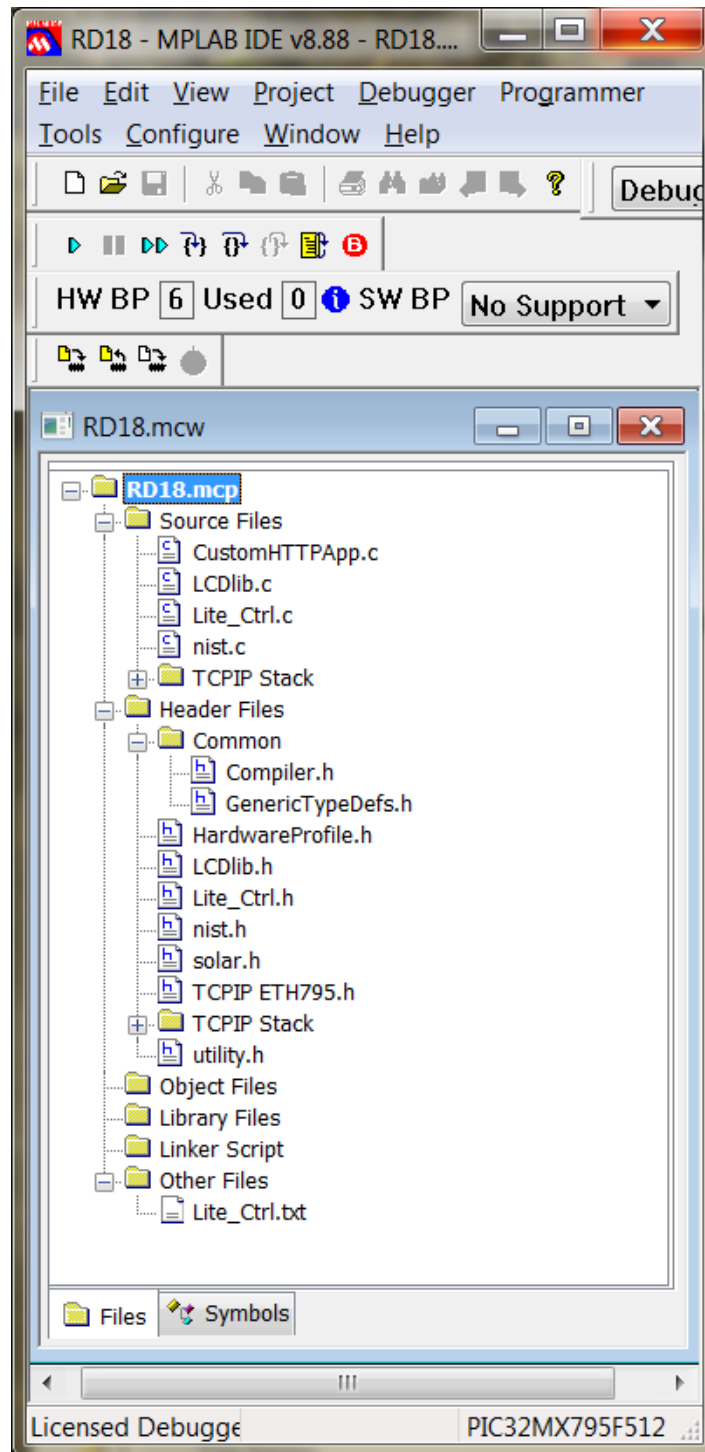 RD18 - MPLAB IDE v8.88 - RD18....
File Edit View Project Debugger Programmer
Tools Configure Window Help
Debug
HW BP 6 Used 0 i SW BP No Support
RD18.mcw
RD18.mcp
Source Files
CustomHTTPApp.c
LCDlib.c
Lite_Ctrl.c
nist.c
TCPIP Stack
Header Files
Common
Compiler.h
GenericTypeDefs.h
HardwareProfile.h
LCDlib.h
Lite_Ctrl.h
nist.h
solar.h
TCPIP ETH795.h
TCPIP Stack
utility.h
Object Files
Library Files
Linker Script
Other Files
Lite_Ctrl.txt
Files Symbols
Licensed Debugge PIC32MX795F512